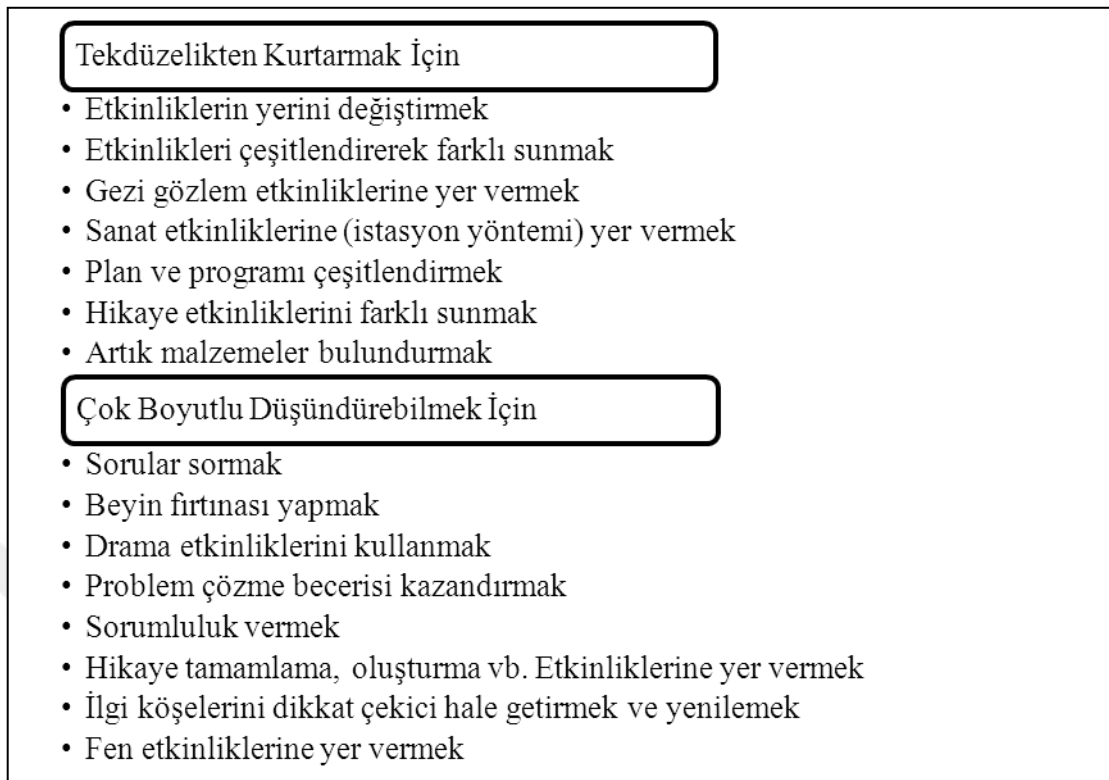 Tekdüzelikten Kurtarmak İçin
• Etkinliklerin yerini değiştirmek
• Etkinlikleri çeşitlendirerek farklı sunmak
• Gezi gözlem etkinliklerine yer vermek
• Sanat etkinliklerine (istasyon yöntemi) yer vermek
• Plan ve programı çeşitlendirmek
• Hikaye etkinliklerini farklı sunmak
• Artık malzemeler bulundurmak
Çok Boyutlu Düşündürebilmek İçin
• Sorular sormak
• Beyin fırtınası yapmak
• Drama etkinliklerini kullanmak
• Problem çözme becerisi kazandırmak
• Sorumluluk vermek
• Hikaye tamamlama, oluşturma vb. Etkinliklerine yer vermek
• İlgi köşelerini dikkat çekici hale getirmek ve yenilemek
• Fen etkinliklerine yer vermek